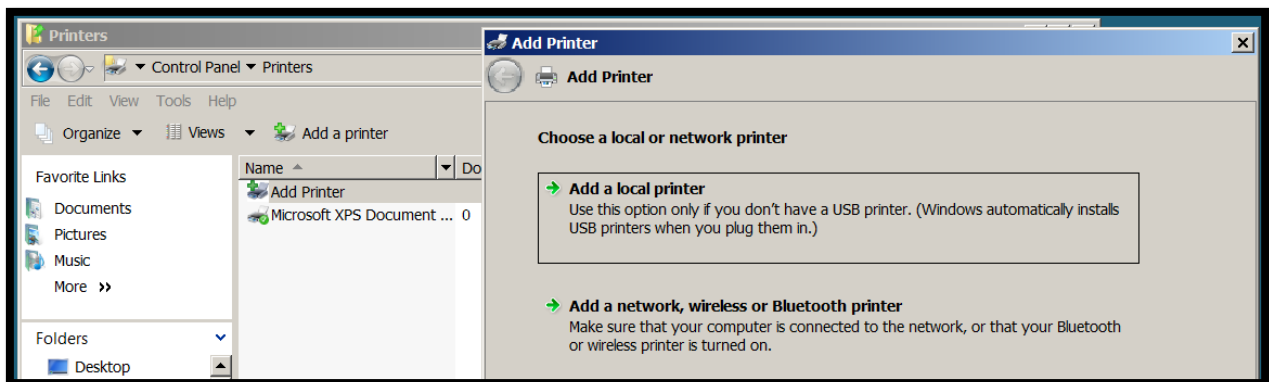 Printers
Control Panel Printers
File Edit View Tools Help
Organize Views Add a printer
Favorite Links
Documents
Pictures
Music
More >>
Folders
Desktop
Name Do
Add Printer
Microsoft XPS Document ... 0
Add Printer
Add Printer
Choose a local or network printer
Add a local printer
Use this option only if you don't have a USB printer. (Windows automatically installs
USB printers when you plug them in.)
Add a network, wireless or Bluetooth printer
Make sure that your computer is connected to the network, or that your Bluetooth
or wireless printer is turned on.